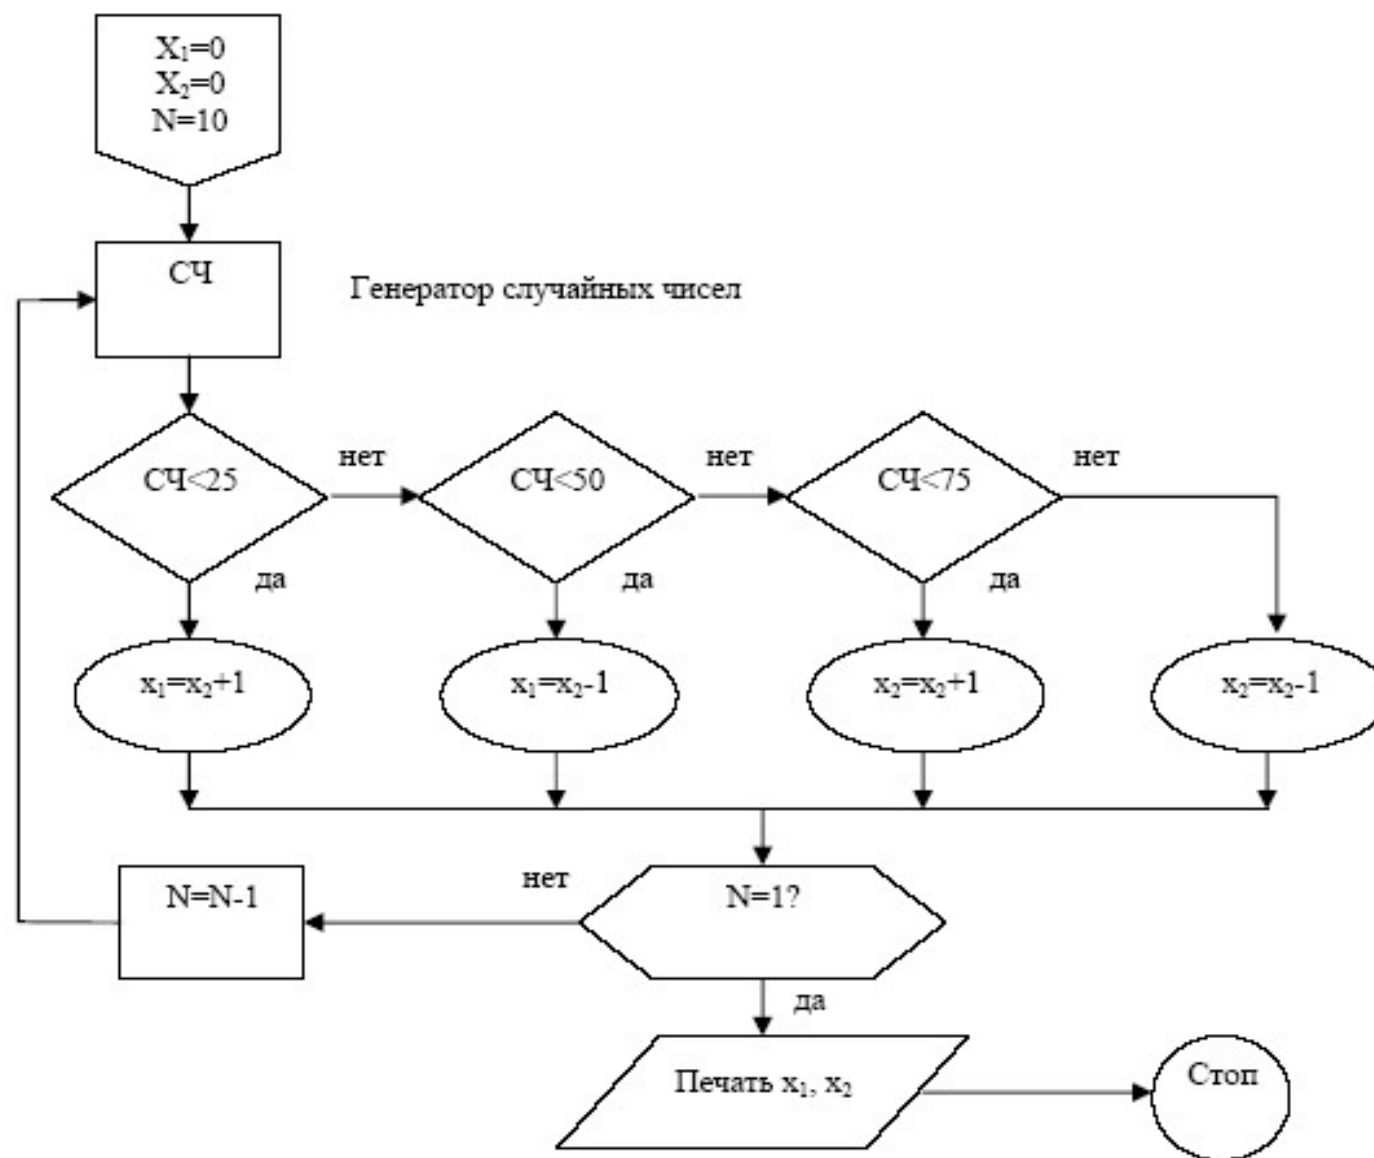 X₁=0
X₂=0
N=10
СЧ
Генератор случайных чисел
СЧ<25
нет
СЧ<50
нет
СЧ<75
нет
да
да
да
x₁=x₂+1
x₁=x₂-1
x₂=x₂+1
x₂=x₂-1
N=N-1
нет
N=1?
да
Печать x₁, x₂
Стоп